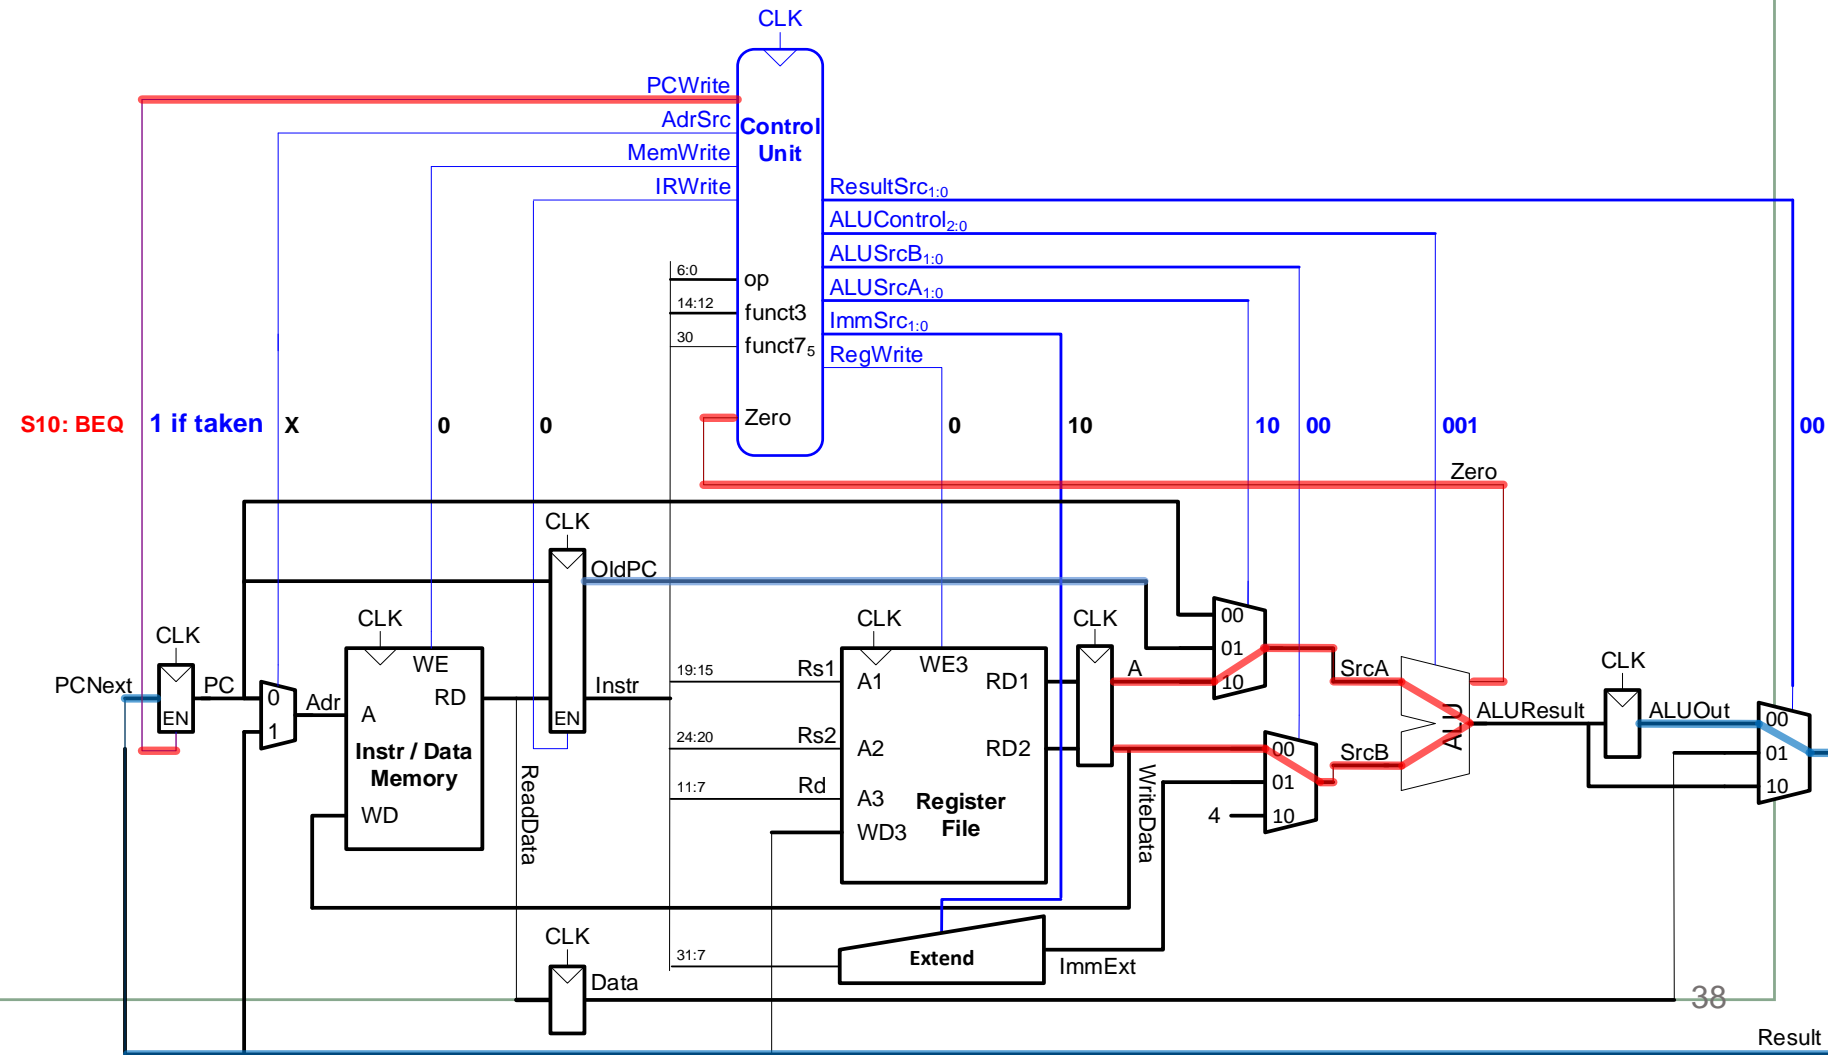 CLK
PCWrite
AdrSrc
Control
Unit
MemWrite
IRWrite
ResultSrc1:0
ALUControl2:0
ALUSrcB1:0
ALUSrcA1:0
ImmSrc1:0
RegWrite
6:0
op
14:12
funct3
30
funct75
Zero
S10: BEQ
1 if taken
X
0
0
0
10
10
00
001
00
Zero
CLK
OldPC
CLK
CLK
CLK
CLK
CLK
PCNext
PC
EN
0
1
Adr
WE
RD
A
Instr / Data
Memory
WD
EN
Instr
ReadData
19:15
Rs1
A1
WE3
RD1
24:20
Rs2
A2
RD2
11:7
Rd
A3
WD3
Register
File
A
WriteData
00
01
10
SrcA
00
01
10
4
SrcB
ALU
ALUResult
ALUOut
00
01
10
CLK
Data
31:7
Extend
ImmExt
38
Result